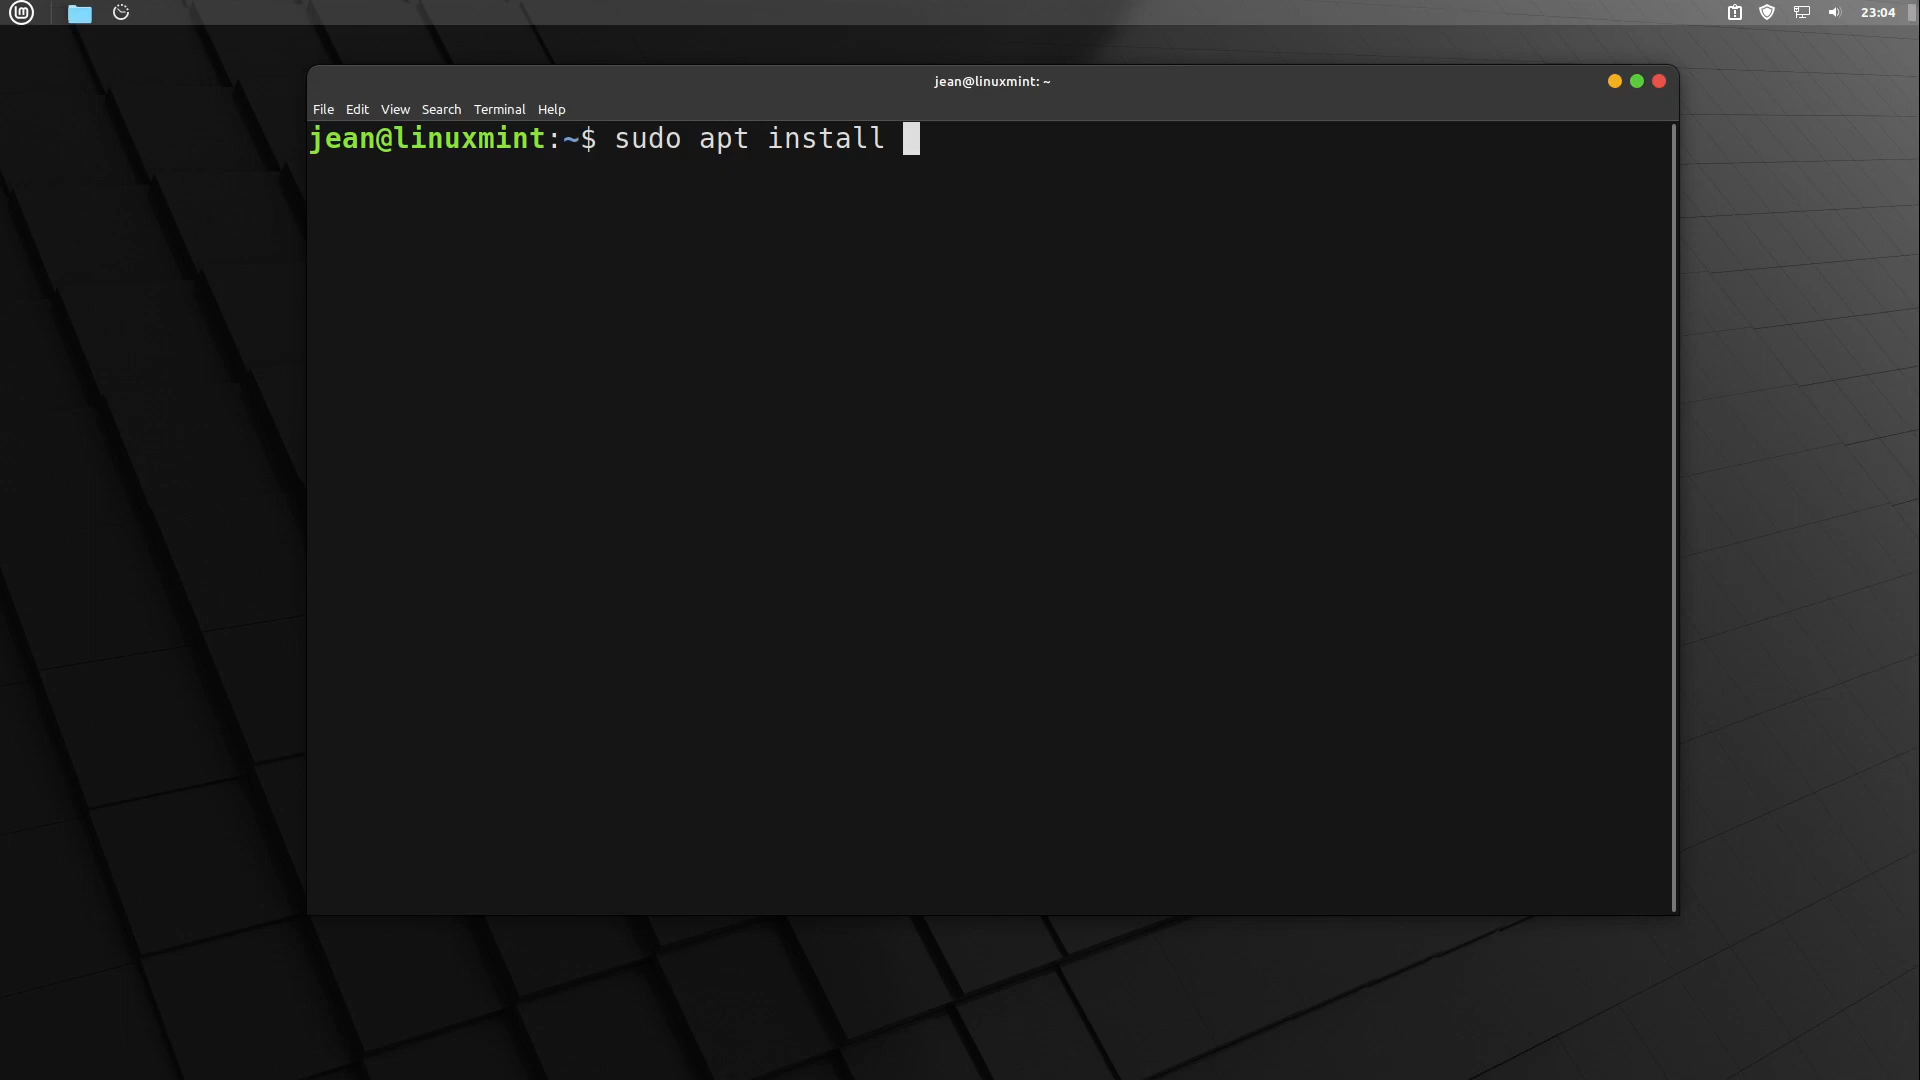 23:04
jean@linuxmint: ~
File Edit View Search Terminal Help
jean@linuxmint:~$ sudo apt install